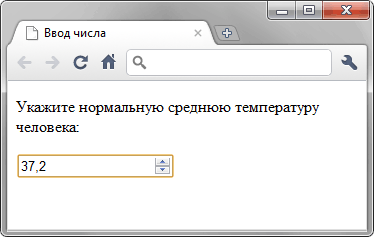 Ввод числа
Укажите нормальную среднюю температуру
человека:
37,2